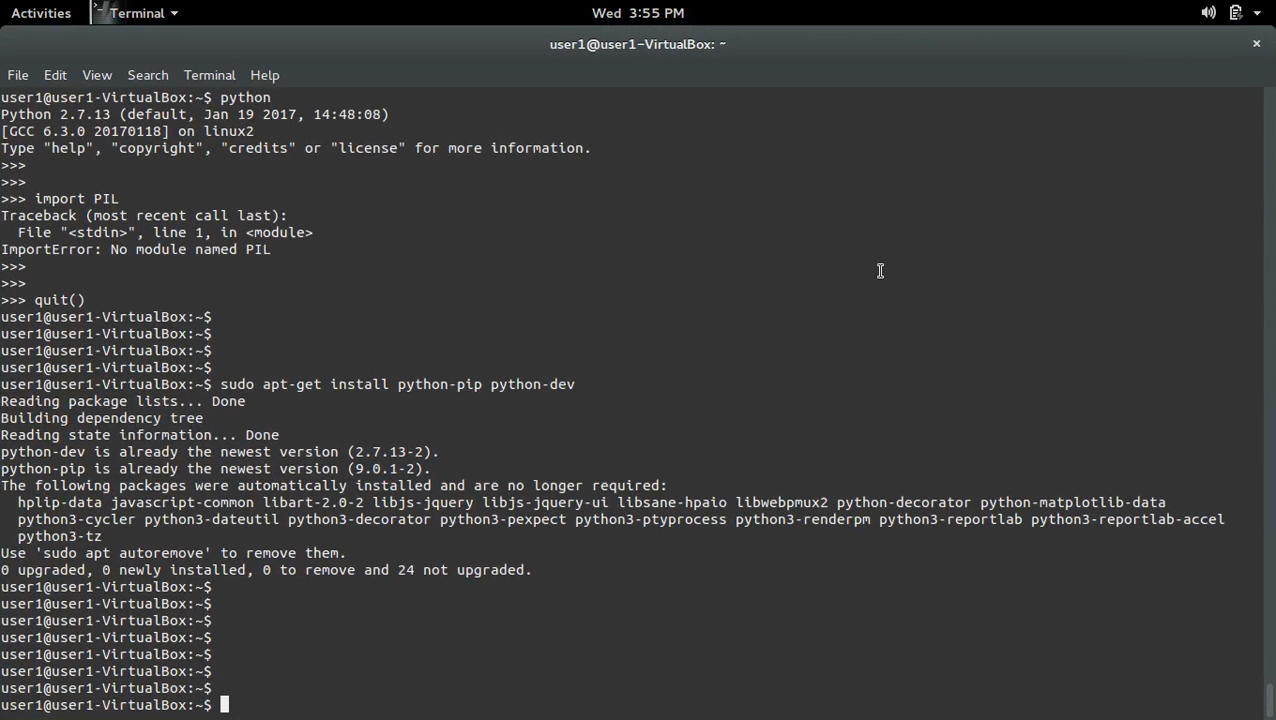 Activities Terminal Wed 3:55 PM
user1@user1-VirtualBox: ~ ×
File Edit View Search Terminal Help
user1@user1-VirtualBox:~$ python
Python 2.7.13 (default, Jan 19 2017, 14:48:08)
[GCC 6.3.0 20170118] on linux2
Type "help", "copyright", "credits" or "license" for more information.
>>>
>>>
>>> import PIL
Traceback (most recent call last):
  File "<stdin>", line 1, in <module>
ImportError: No module named PIL
>>>
>>>
>>> quit()
user1@user1-VirtualBox:~$
user1@user1-VirtualBox:~$
user1@user1-VirtualBox:~$
user1@user1-VirtualBox:~$
user1@user1-VirtualBox:~$ sudo apt-get install python-pip python-dev
Reading package lists... Done
Building dependency tree
Reading state information... Done
python-dev is already the newest version (2.7.13-2).
python-pip is already the newest version (9.0.1-2).
The following packages were automatically installed and are no longer required:
  hplip-data javascript-common libart-2.0-2 libjs-jquery libjs-jquery-ui libsane-hpaio libwebpmux2 python-decorator python-matplotlib-data
  python3-cycler python3-dateutil python3-decorator python3-pexpect python3-ptyprocess python3-renderpm python3-reportlab python3-reportlab-accel
  python3-tz
Use 'sudo apt autoremove' to remove them.
0 upgraded, 0 newly installed, 0 to remove and 24 not upgraded.
user1@user1-VirtualBox:~$
user1@user1-VirtualBox:~$
user1@user1-VirtualBox:~$
user1@user1-VirtualBox:~$
user1@user1-VirtualBox:~$
user1@user1-VirtualBox:~$
user1@user1-VirtualBox:~$
user1@user1-VirtualBox:~$